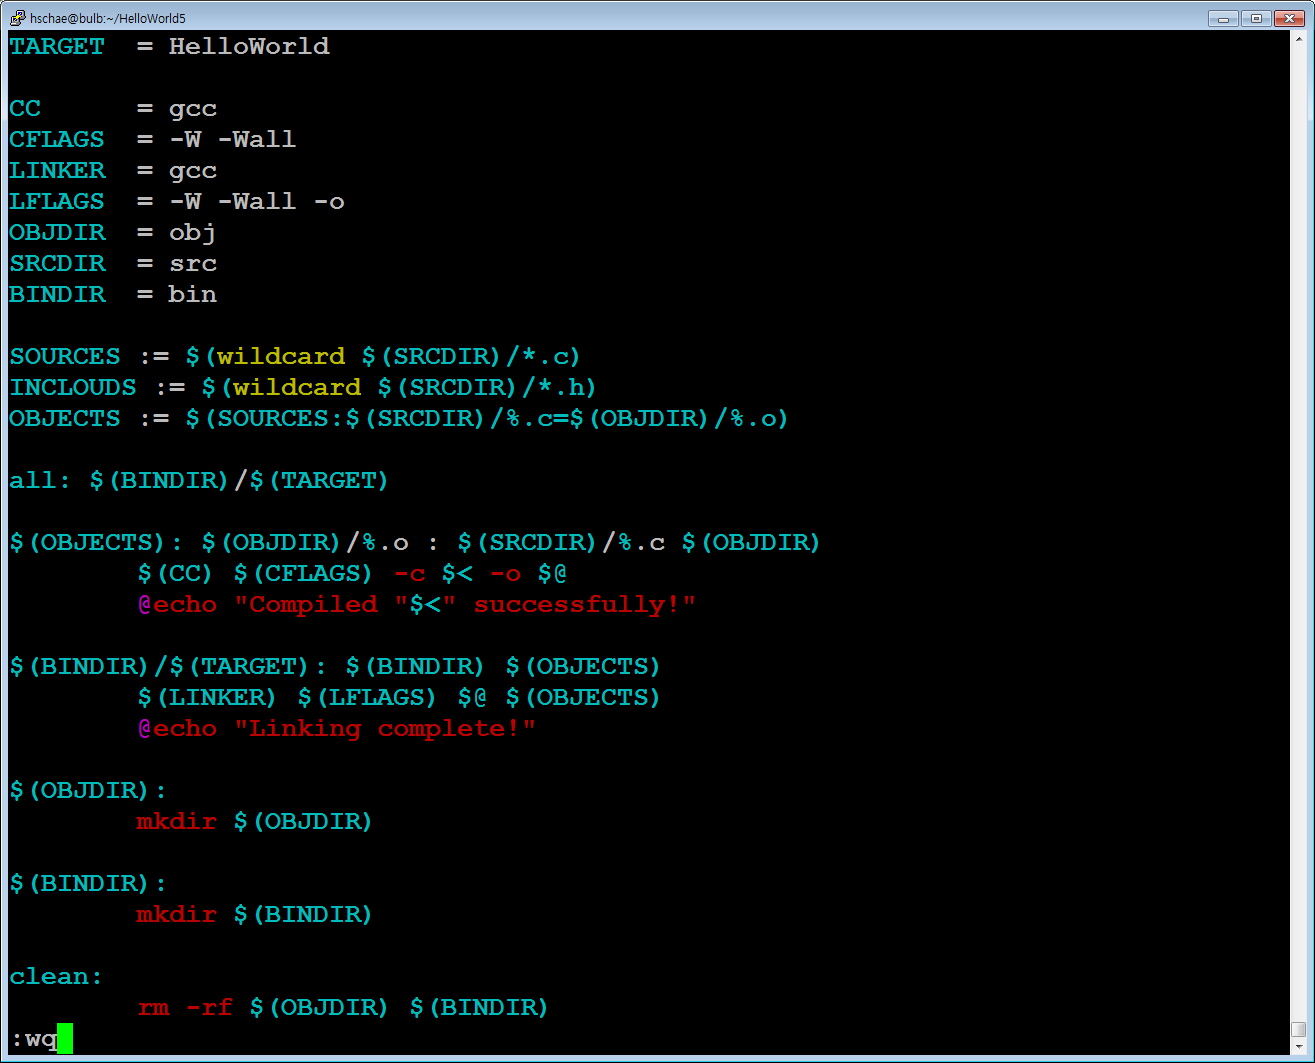 hschae@bulb:~/HelloWorld5
TARGET  = HelloWorld
CC      = gcc
CFLAGS  = -W -Wall
LINKER  = gcc
LFLAGS  = -W -Wall -o
OBJDIR  = obj
SRCDIR  = src
BINDIR  = bin
SOURCES := $(wildcard $(SRCDIR)/*.c)
INCLOUDS := $(wildcard $(SRCDIR)/*.h)
OBJECTS := $(SOURCES:$(SRCDIR)/%.c=$(OBJDIR)/%.o)
all: $(BINDIR)/$(TARGET)
$(OBJECTS): $(OBJDIR)/%.o : $(SRCDIR)/%.c $(OBJDIR)
        $(CC) $(CFLAGS) -c $< -o $@
        @echo "Compiled "$<" successfully!"
$(BINDIR)/$(TARGET): $(BINDIR) $(OBJECTS)
        $(LINKER) $(LFLAGS) $@ $(OBJECTS)
        @echo "Linking complete!"
$(OBJDIR):
        mkdir $(OBJDIR)
$(BINDIR):
        mkdir $(BINDIR)
clean:
        rm -rf $(OBJDIR) $(BINDIR)
:wq